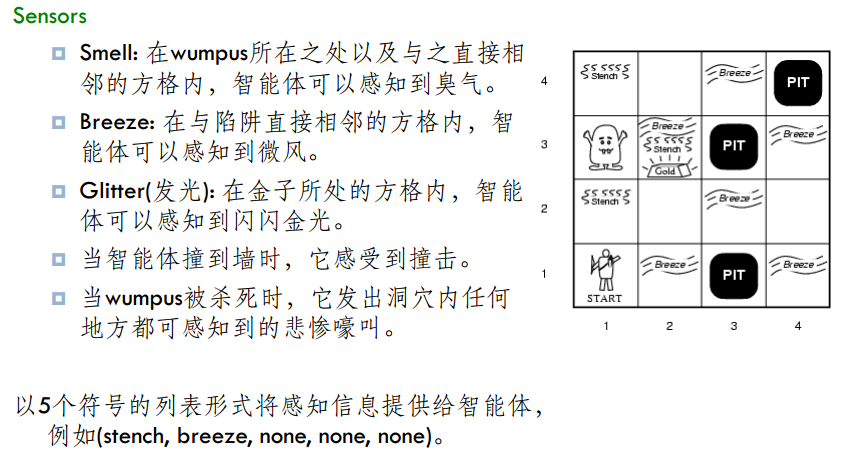 Sensors
Smell: 在wumpus所在之处以及与之直接相
邻的方格内，智能体可以感知到臭气。
Breeze: 在与陷阱直接相邻的方格内，智
能体可以感知到微风。
Glitter(发光): 在金子所处的方格内，智能
体可以感知到闪闪金光。
当智能体撞到墙时，它感受到撞击。
当wumpus被杀死时，它发出洞穴内任何
地方都可感知到的悲惨嚎叫。
以5个符号的列表形式将感知信息提供给智能体，
例如(stench, breeze, none, none, none)。
4
SS SSSS
Stench S
Breeze
PIT
3
Breeze
SS SSSS
Stench S
Gold
PIT
Breeze
2
SS SSSS
Stench S
Breeze
1
START
Breeze
PIT
Breeze
1 2 3 4